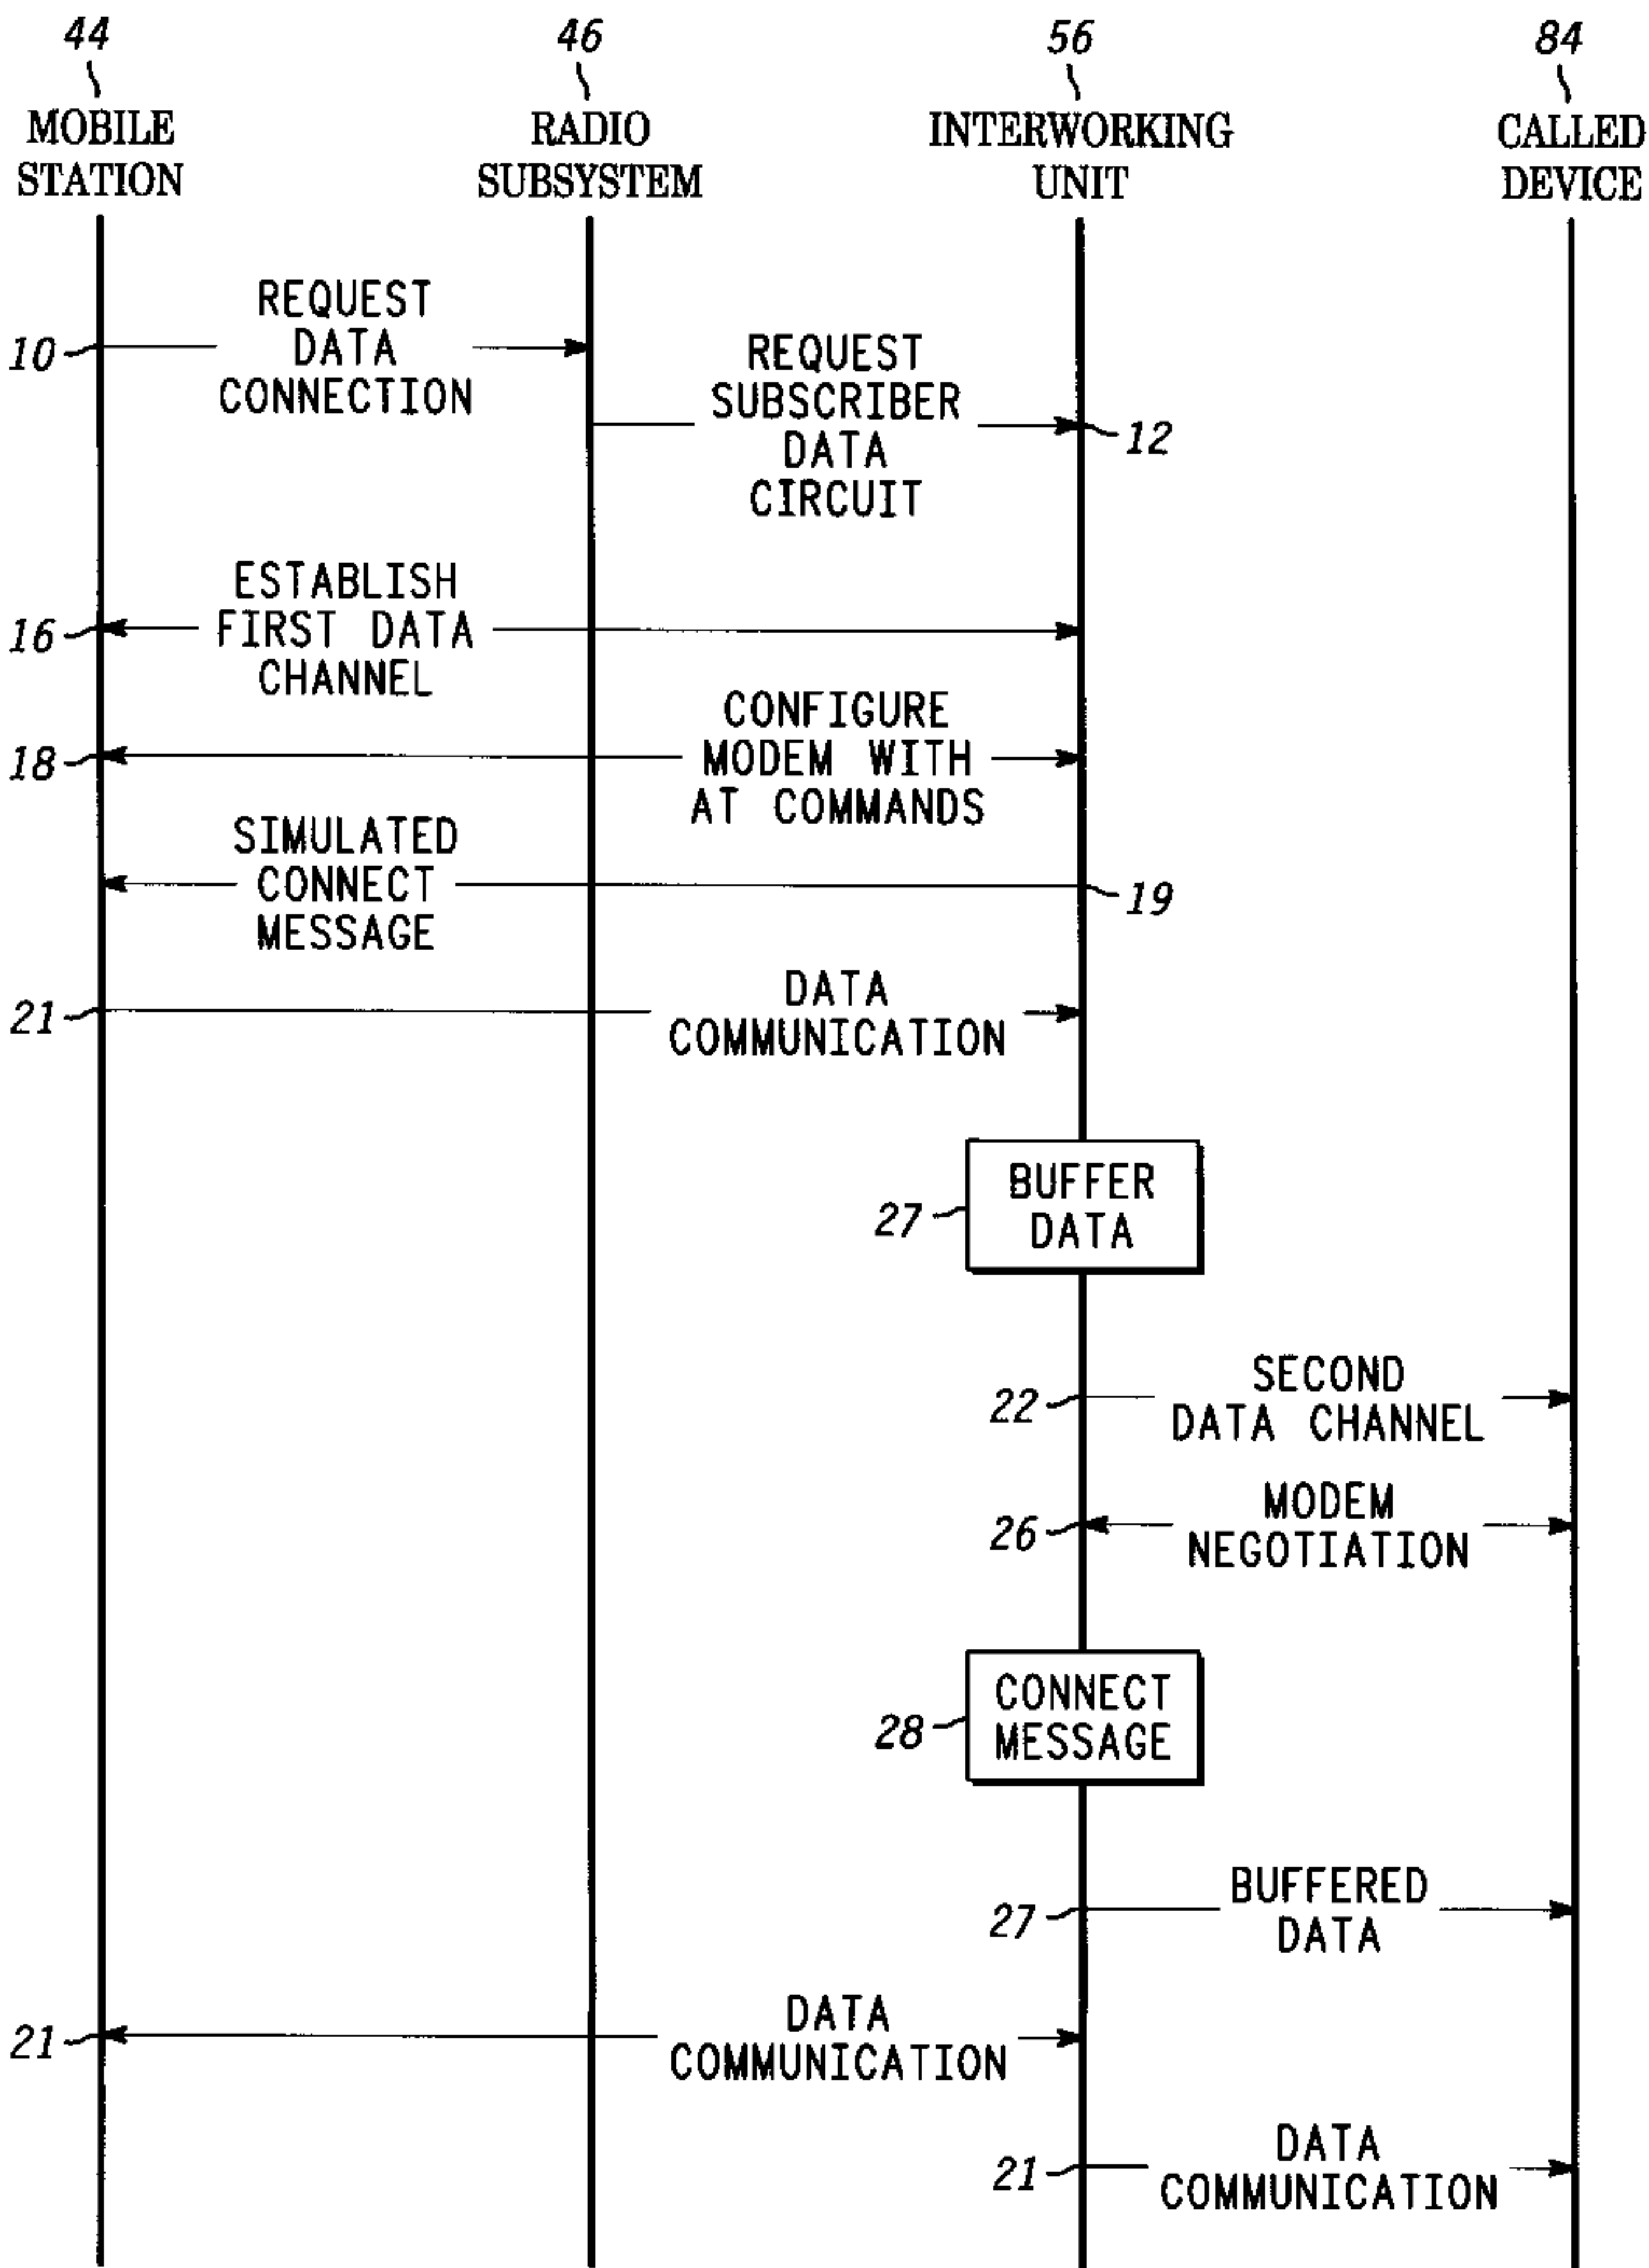 44
46
56
84
MOBILE
STATION
RADIO
SUBSYSTEM
INTERWORKING
UNIT
CALLED
DEVICE
10
REQUEST
DATA
CONNECTION
REQUEST
SUBSCRIBER
DATA
CIRCUIT
12
16
ESTABLISH
FIRST DATA
CHANNEL
18
CONFIGURE
MODEM WITH
AT COMMANDS
SIMULATED
CONNECT
MESSAGE
19
21
DATA
COMMUNICATION
27
BUFFER
DATA
22
SECOND
DATA CHANNEL
26
MODEM
NEGOTIATION
28
CONNECT
MESSAGE
27
BUFFERED
DATA
21
DATA
COMMUNICATION
21
DATA
COMMUNICATION